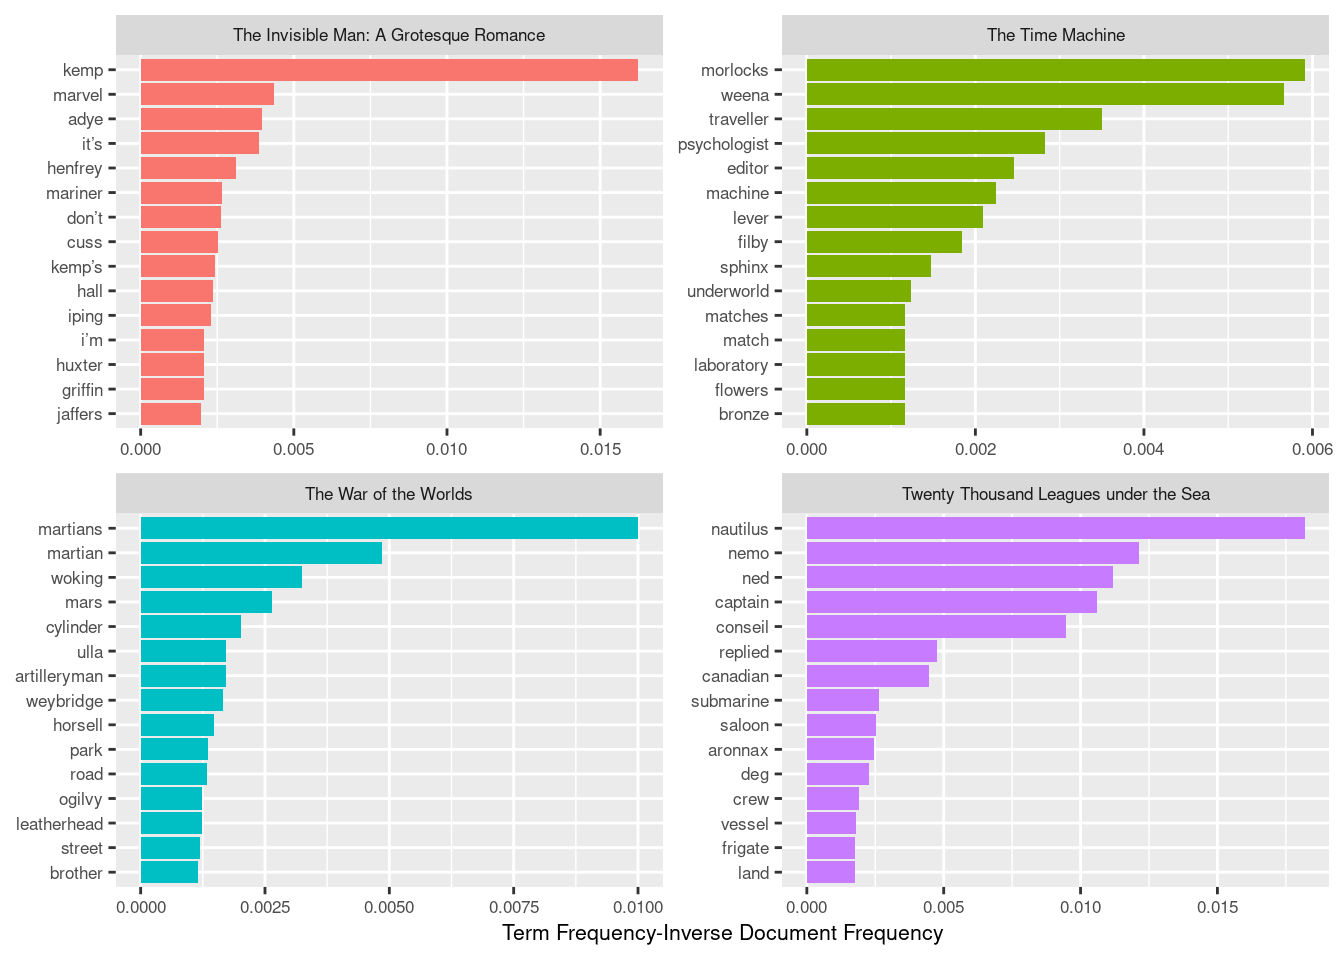 The Invisible Man: A Grotesque Romance
kemp
marvel
adye
it’s
henfrey
mariner
don’t
cuss
kemp’s
hall
iping
i’m
huxter
griffin
jaffers
0.000 0.005 0.010 0.015
The Time Machine
morlocks
weena
traveller
psychologist
editor
machine
lever
filby
sphinx
underworld
matches
match
laboratory
flowers
bronze
0.000 0.002 0.004 0.006
The War of the Worlds
martians
martian
woking
mars
cylinder
ulla
artilleryman
weybridge
horsell
park
road
ogilvy
leatherhead
street
brother
0.0000 0.0025 0.0050 0.0075 0.0100
Twenty Thousand Leagues under the Sea
nautilus
nemo
ned
captain
conseil
replied
canadian
submarine
saloon
aronnax
deg
crew
vessel
frigate
land
0.000 0.005 0.010 0.015
Term Frequency-Inverse Document Frequency